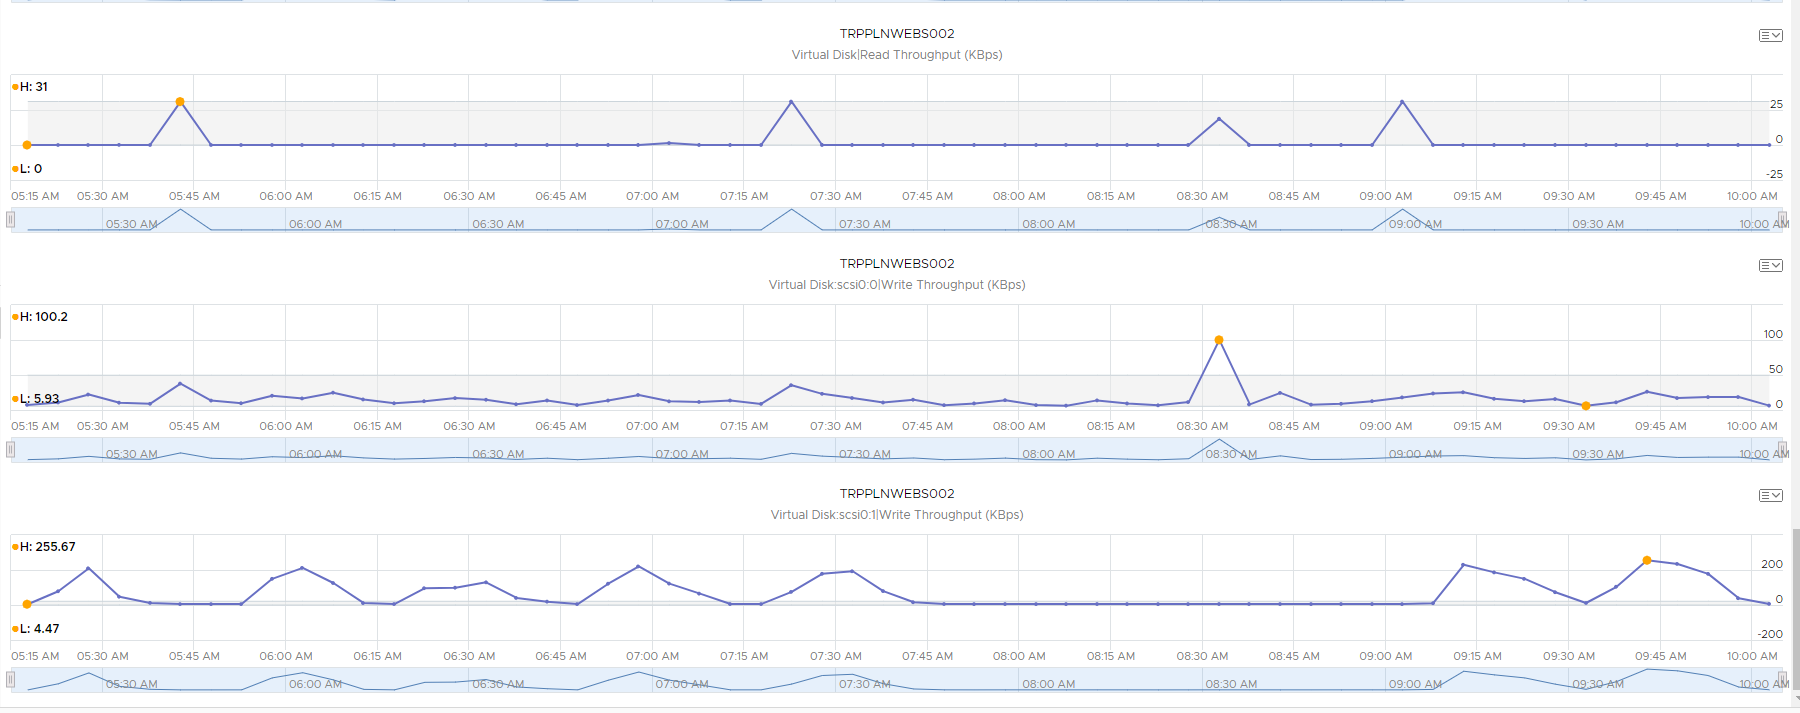 TRPPLNWEBS002
Virtual Disk|Read Throughput (KBps)
H: 31
25
0
L: 0
-25
05:15 AM 05:30 AM 05:45 AM 06:00 AM 06:15 AM 06:30 AM 06:45 AM 07:00 AM 07:15 AM 07:30 AM 07:45 AM 08:00 AM 08:15 AM 08:30 AM 08:45 AM 09:00 AM 09:15 AM 09:30 AM 09:45 AM 10:00 AM
05:30 AM 06:00 AM 06:30 AM 07:00 AM 07:30 AM 08:00 AM 08:30 AM 09:00 AM 09:30 AM 10:00 AM
TRPPLNWEBS002
Virtual Disk:scsi0:0|Write Throughput (KBps)
H: 100.2
100
50
L: 5.93
0
05:15 AM 05:30 AM 05:45 AM 06:00 AM 06:15 AM 06:30 AM 06:45 AM 07:00 AM 07:15 AM 07:30 AM 07:45 AM 08:00 AM 08:15 AM 08:30 AM 08:45 AM 09:00 AM 09:15 AM 09:30 AM 09:45 AM 10:00 AM
05:30 AM 06:00 AM 06:30 AM 07:00 AM 07:30 AM 08:00 AM 08:30 AM 09:00 AM 09:30 AM 10:00 AM
TRPPLNWEBS002
Virtual Disk:scsi0:1|Write Throughput (KBps)
H: 255.67
200
0
L: 4.47
-200
05:15 AM 05:30 AM 05:45 AM 06:00 AM 06:15 AM 06:30 AM 06:45 AM 07:00 AM 07:15 AM 07:30 AM 07:45 AM 08:00 AM 08:15 AM 08:30 AM 08:45 AM 09:00 AM 09:15 AM 09:30 AM 09:45 AM 10:00 AM
05:30 AM 06:00 AM 06:30 AM 07:00 AM 07:30 AM 08:00 AM 08:30 AM 09:00 AM 09:30 AM 10:00 AM